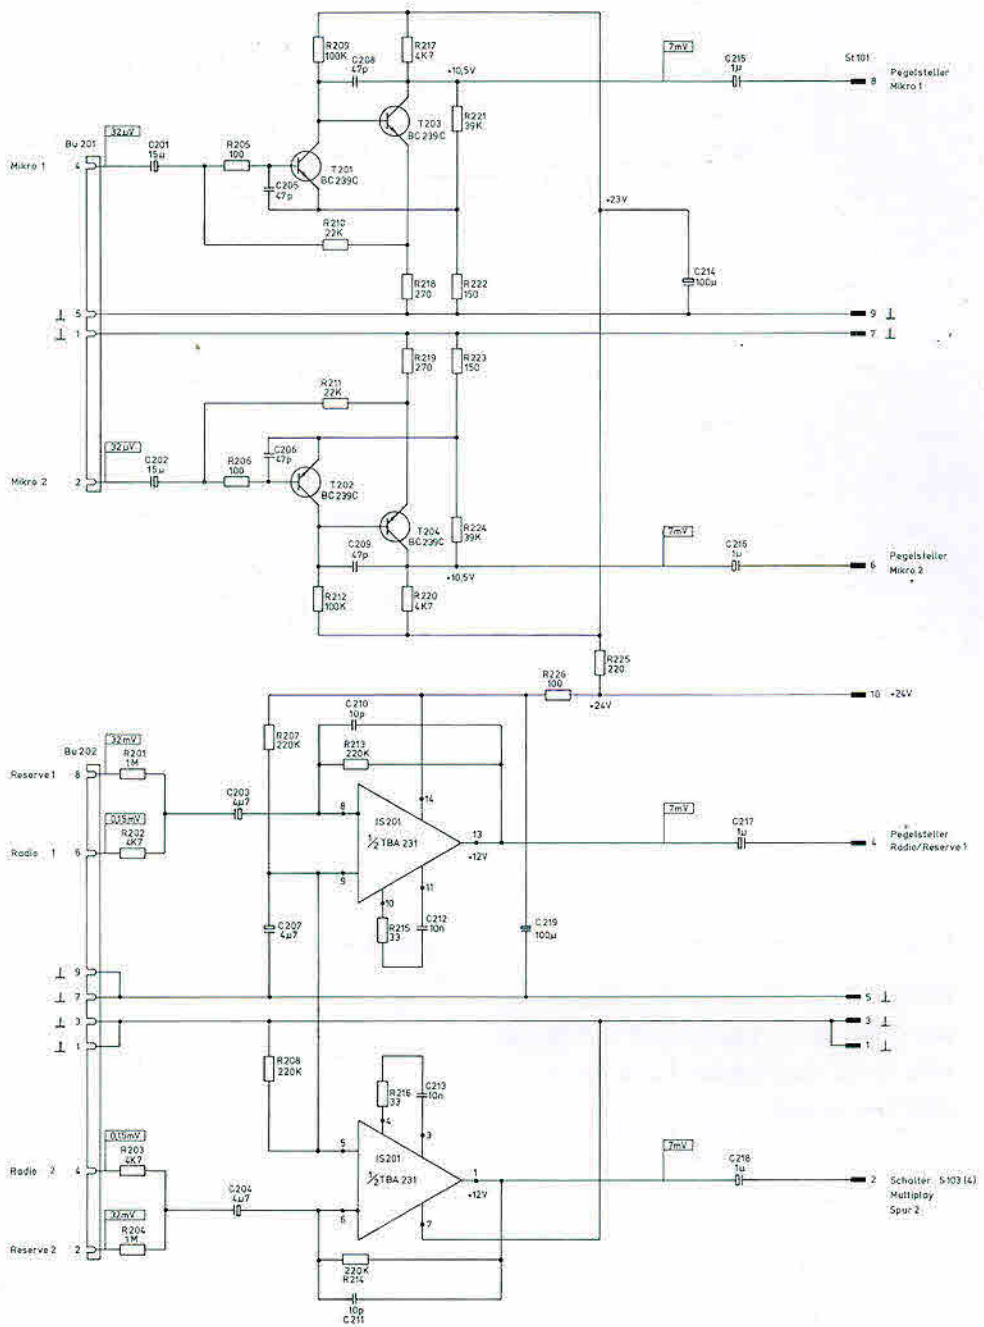 R209
100K
R217
4K7
C208
47p
+10,5V
7mV
C215
1µ
St101
8
Pegelsteller
Mikro 1
T203
BC239C
R221
39K
Bu 201
32µV
C201
15µ
R205
100
Mikro 1
4
T201
BC239C
C205
47p
+23V
R210
22K
C214
100µ
R218
270
R222
150
5
9
1
7
R219
270
R223
150
R211
22K
32µV
C202
15µ
R206
100
C206
47p
Mikro 2
2
T202
BC239C
T204
BC239C
R224
39K
7mV
C216
1µ
C209
47p
+10,5V
6
Pegelsteller
Mikro 2
R212
100K
R220
4K7
R225
220
R226
100
10
+24V
+24V
C210
10p
R207
220K
R213
220K
Bu 202
32mV
R201
1M
Reserve 1
8
C203
4µ7
8
14
0,15mV
R202
4K7
IS201
½TBA 231
13
+12V
7mV
C217
1µ
4
Pegelsteller
Radio/Reserve 1
Radio 1
6
9
10
11
C207
4µ7
R215
33
C212
10n
C219
100µ
9
7
5
3
3
1
1
R208
220K
R216
33
C213
10n
4
3
0,15mV
R203
4K7
5
IS201
½TBA 231
1
+12V
7mV
C218
1µ
2
Schalter S103 (4)
Multiplay
Spur 2
Radio 2
4
C204
4µ7
6
7
32mV
R204
1M
Reserve 2
2
220K
R214
10p
C211